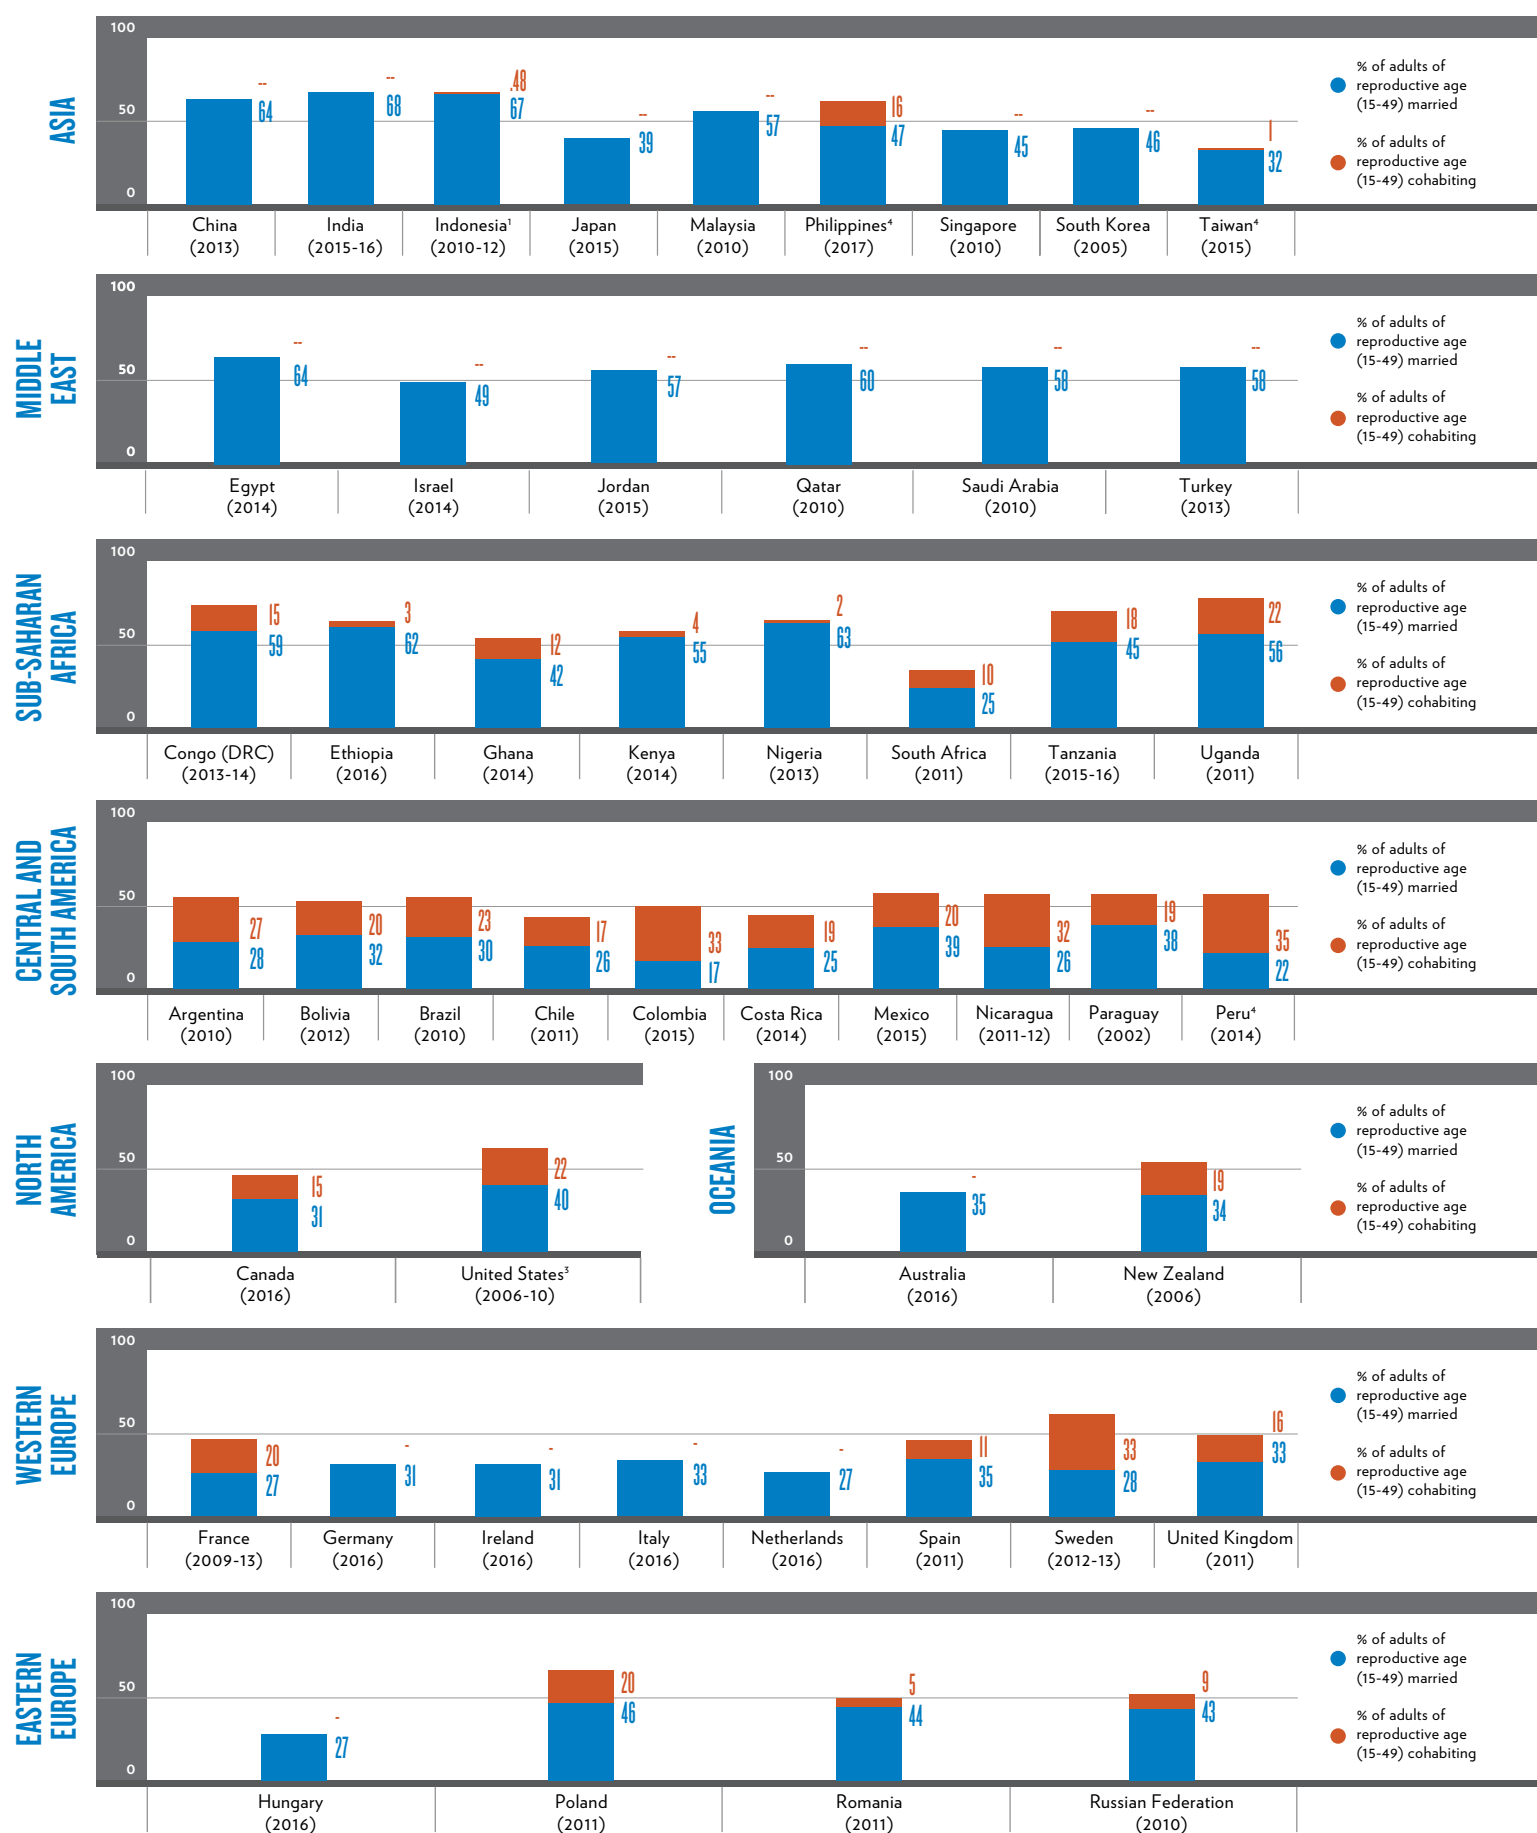 ASIA
100
50
0
--
64
--
68
.48
67
--
39
--
57
16
47
--
45
--
46
1
32
China
(2013)
India
(2015-16)
Indonesia¹
(2010-12)
Japan
(2015)
Malaysia
(2010)
Philippines⁴
(2017)
Singapore
(2010)
South Korea
(2005)
Taiwan⁴
(2015)
% of adults of
reproductive age
(15-49) married
% of adults of
reproductive age
(15-49) cohabiting
MIDDLE
EAST
100
50
0
--
64
--
49
--
57
--
60
--
58
--
58
Egypt
(2014)
Israel
(2014)
Jordan
(2015)
Qatar
(2010)
Saudi Arabia
(2010)
Turkey
(2013)
% of adults of
reproductive age
(15-49) married
% of adults of
reproductive age
(15-49) cohabiting
SUB-SAHARAN
AFRICA
100
50
0
15
59
3
62
12
42
4
55
2
63
10
25
18
45
22
56
Congo (DRC)
(2013-14)
Ethiopia
(2016)
Ghana
(2014)
Kenya
(2014)
Nigeria
(2013)
South Africa
(2011)
Tanzania
(2015-16)
Uganda
(2011)
% of adults of
reproductive age
(15-49) married
% of adults of
reproductive age
(15-49) cohabiting
CENTRAL AND
SOUTH AMERICA
100
50
0
27
28
20
32
23
30
17
26
33
17
19
25
20
39
32
26
19
38
35
22
Argentina
(2010)
Bolivia
(2012)
Brazil
(2010)
Chile
(2011)
Colombia
(2015)
Costa Rica
(2014)
Mexico
(2015)
Nicaragua
(2011-12)
Paraguay
(2002)
Peru⁴
(2014)
% of adults of
reproductive age
(15-49) married
% of adults of
reproductive age
(15-49) cohabiting
NORTH
AMERICA
100
50
0
15
31
22
40
Canada
(2016)
United States³
(2006-10)
OCEANIA
100
50
0
-
35
19
34
Australia
(2016)
New Zealand
(2006)
% of adults of
reproductive age
(15-49) married
% of adults of
reproductive age
(15-49) cohabiting
WESTERN
EUROPE
100
50
0
20
27
-
31
-
31
-
33
-
27
11
35
33
28
16
33
France
(2009-13)
Germany
(2016)
Ireland
(2016)
Italy
(2016)
Netherlands
(2016)
Spain
(2011)
Sweden
(2012-13)
United Kingdom
(2011)
% of adults of
reproductive age
(15-49) married
% of adults of
reproductive age
(15-49) cohabiting
EASTERN
EUROPE
100
50
0
-
27
20
46
5
44
9
43
Hungary
(2016)
Poland
(2011)
Romania
(2011)
Russian Federation
(2010)
% of adults of
reproductive age
(15-49) married
% of adults of
reproductive age
(15-49) cohabiting